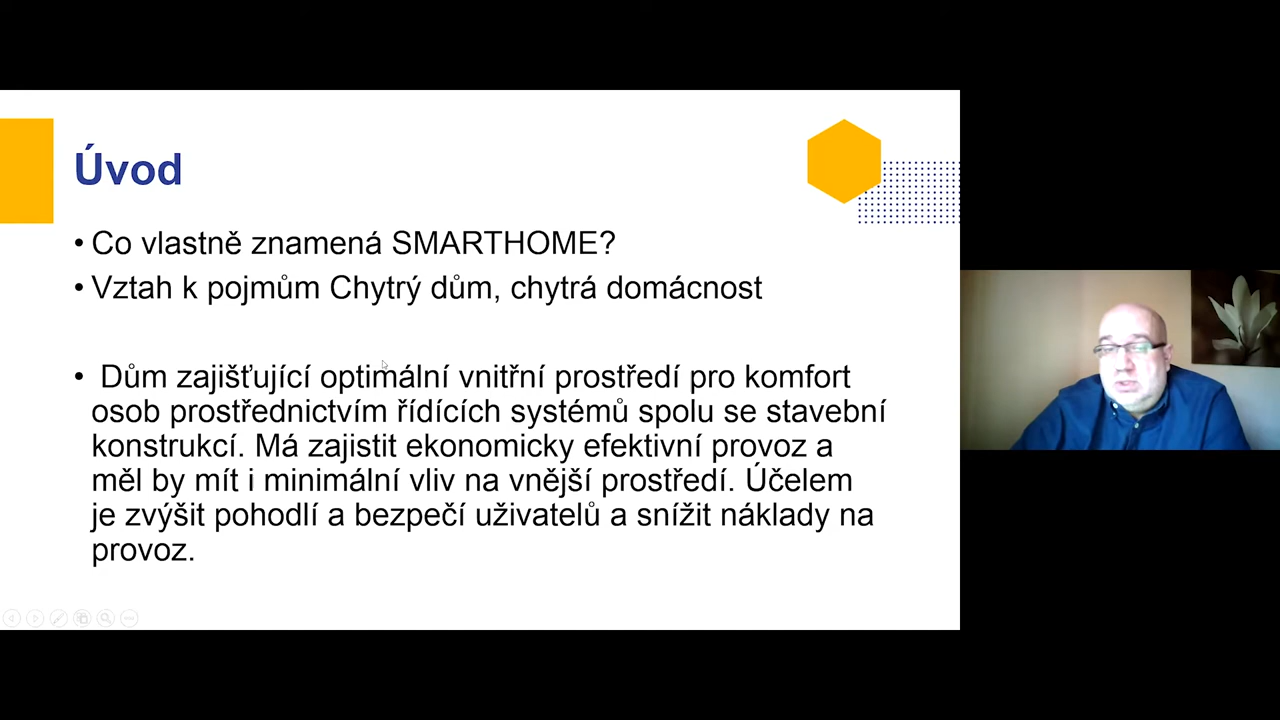 Úvod
• Co vlastně znamená SMARTHOME?
• Vztah k pojmům Chytrý dům, chytrá domácnost
• Dům zajišťující optimální vnitřní prostředí pro komfort
osob prostřednictvím řídících systémů spolu se stavební
konstrukcí. Má zajistit ekonomicky efektivní provoz a
měl by mít i minimální vliv na vnější prostředí. Účelem
je zvýšit pohodlí a bezpečí uživatelů a snížit náklady na
provoz.